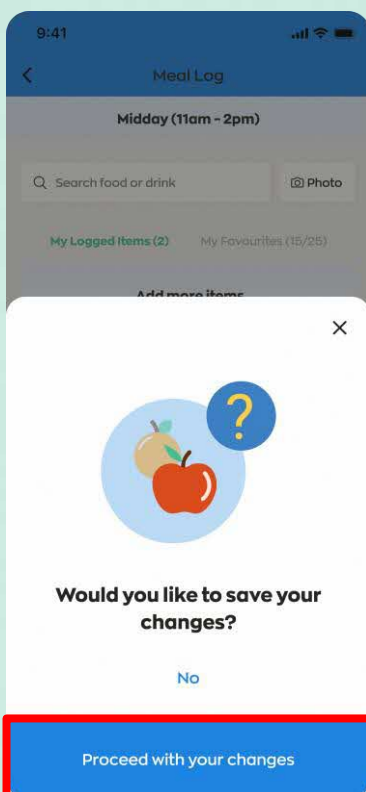 9:41
Meal Log
Midday (11am - 2pm)
Search food or drink
Photo
My Logged Items (2) My Favourites (15/25)
Add more items
?
Would you like to save your
changes?
No
Proceed with your changes